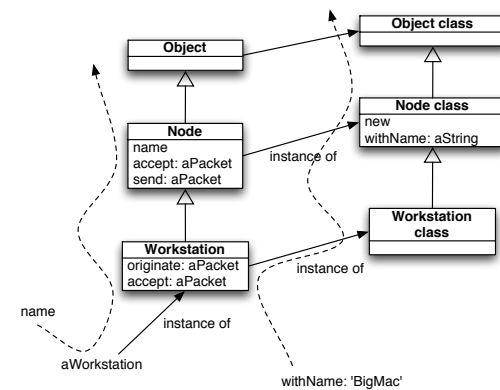 Object class
Object
Node class
new
withName: aString
Node
name
accept: aPacket
send: aPacket
instance of
Workstation
class
Workstation
originate: aPacket
accept: aPacket
instance of
name
instance of
aWorkstation
withName: 'BigMac'